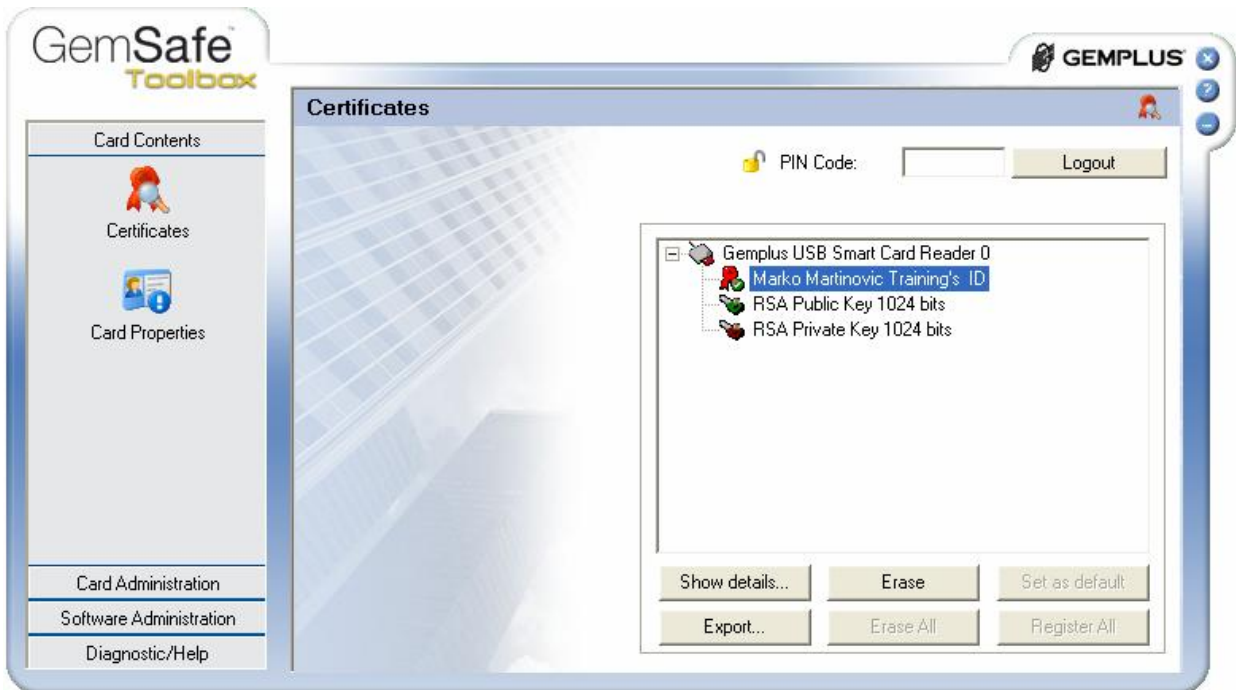 GemSafe
Toolbox
GEMPLUS
Certificates
Card Contents
Certificates
Card Properties
Card Administration
Software Administration
Diagnostic/Help
PIN Code:
Logout
Gemplus USB Smart Card Reader 0
Marko Martinovic Training's ID
RSA Public Key 1024 bits
RSA Private Key 1024 bits
Show details...
Erase
Set as default
Export...
Erase All
Register All